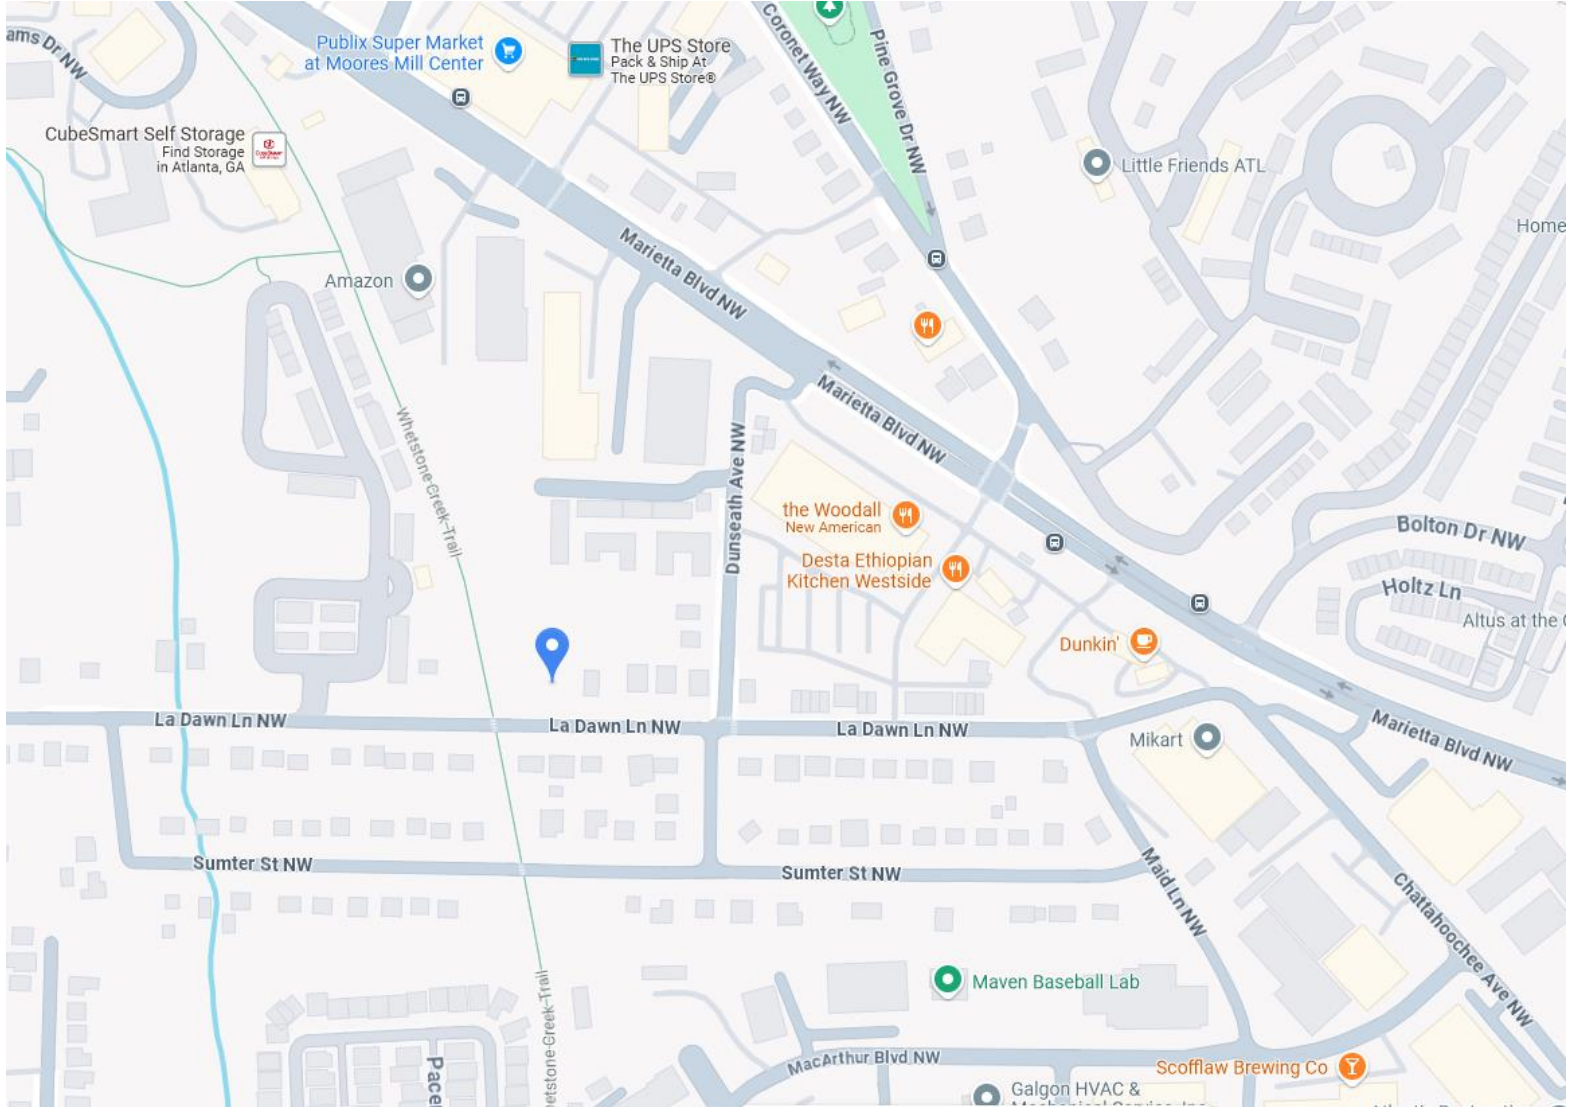 ams Dr NW
Publix Super Market
at Moores Mill Center
The UPS Store
Pack & Ship At
The UPS Store®
Coronet Way NW
Pine Grove Dr NW
CubeSmart Self Storage
Find Storage
in Atlanta, GA
Little Friends ATL
Home
Amazon
Marietta Blvd NW
Marietta Blvd NW
Whetstone-Creek-Trail
Dunseath Ave NW
the Woodall
New American
Desta Ethiopian
Kitchen Westside
Bolton Dr NW
Holtz Ln
Altus at the
Dunkin'
La Dawn Ln NW
La Dawn Ln NW
La Dawn Ln NW
Mikart
Marietta Blvd NW
Sumter St NW
Sumter St NW
Maid Ln NW
Chattahoochee Ave NW
Maven Baseball Lab
hetstone-Creek-Trail
Pace
MacArthur Blvd NW
Scofflaw Brewing Co
Galgon HVAC &